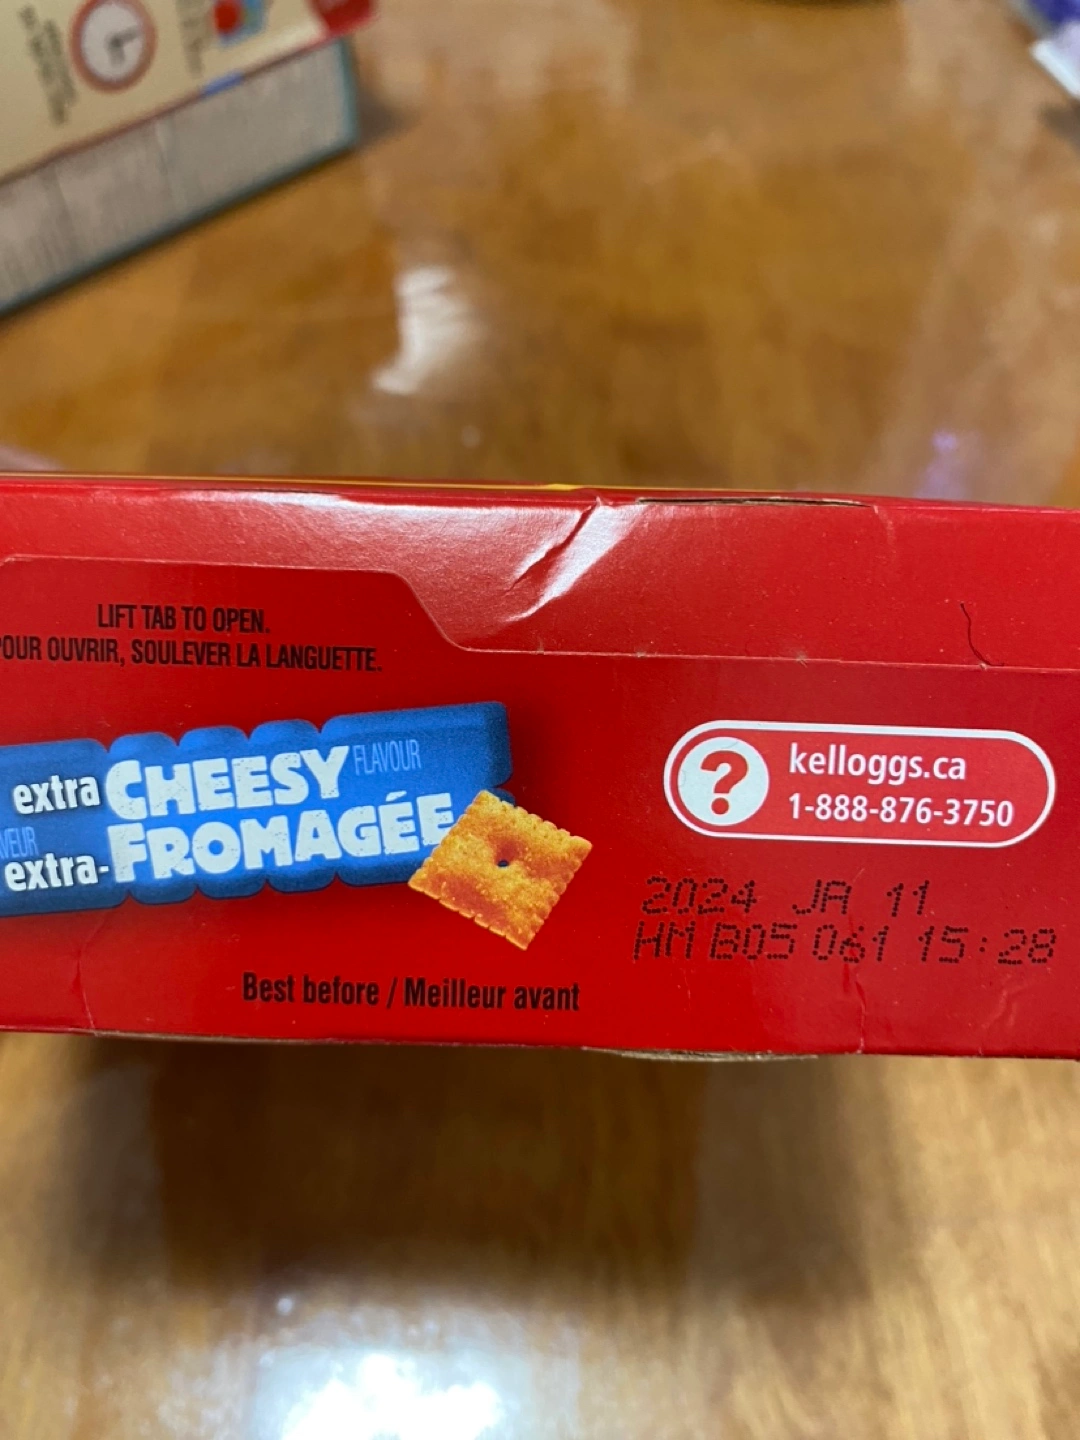 LIFT TAB TO OPEN.
POUR OUVRIR, SOULEVER LA LANGUETTE.
extra CHEESY FLAVOUR
extra-FROMAGÉE
kelloggs.ca
1-888-876-3750
2024 JA 11
HM B05 061 15:28
Best before / Meilleur avant